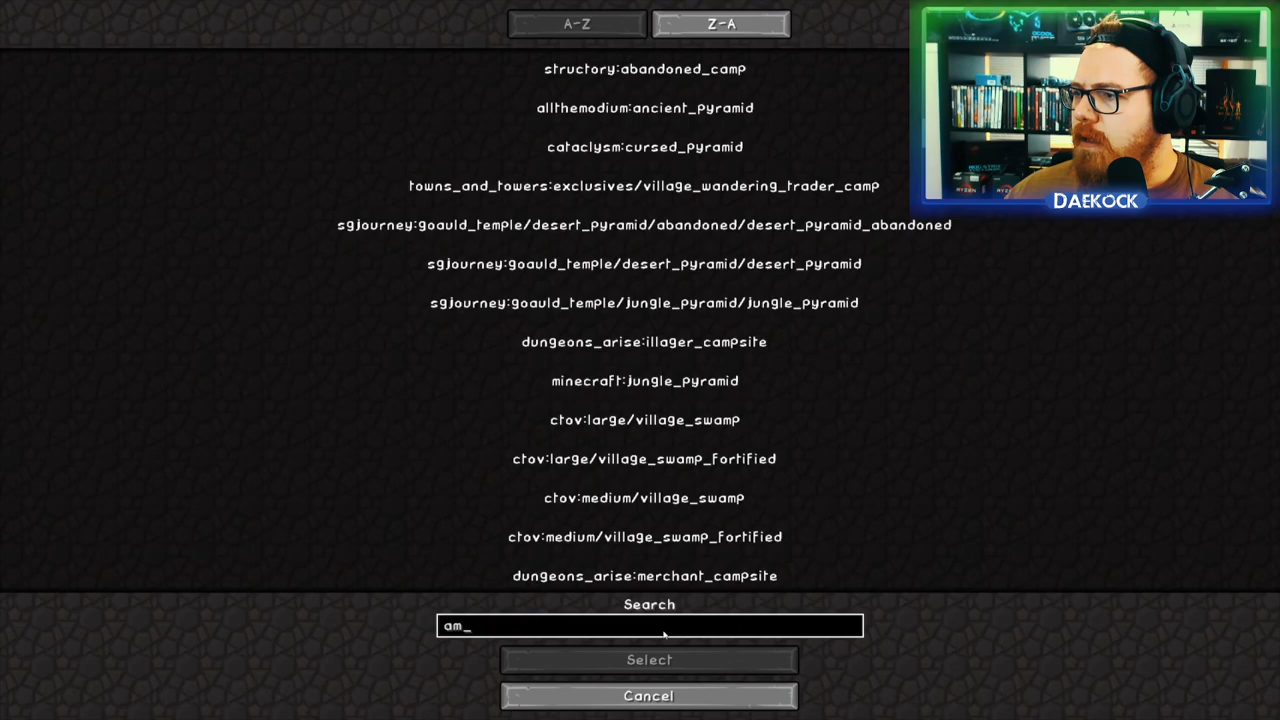 A-Z
Z-A
structory:abandoned_camp
allthemodium:ancient_pyramid
cataclysm:cursed_pyramid
towns_and_towers:exclusives/village_wandering_trader_camp
sgjourney:goauld_temple/desert_pyramid/abandoned/desert_pyramid_abandoned
sgjourney:goauld_temple/desert_pyramid/desert_pyramid
sgjourney:goauld_temple/jungle_pyramid/jungle_pyramid
dungeons_arise:illager_campsite
minecraft:jungle_pyramid
ctov:large/village_swamp
ctov:large/village_swamp_fortified
ctov:medium/village_swamp
ctov:medium/village_swamp_fortified
dungeons_arise:merchant_campsite
Search
am_
Select
Cancel
DAEKOCK
RYZEN